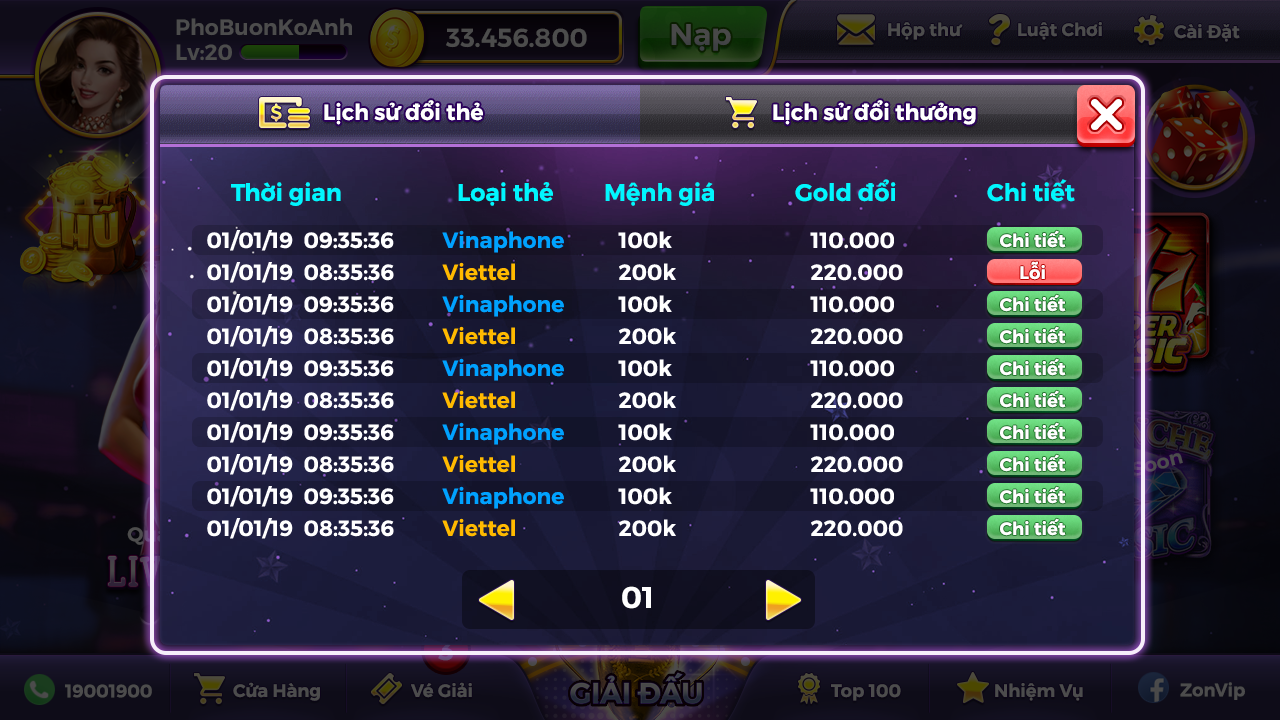 PhoBuonKoAnh
Lv:20
33.456.800
Nạp
Hộp thư
Luật Chơi
Cài Đặt
Lịch sử đổi thẻ
Lịch sử đổi thưởng
HŨ
Thời gian Loại thẻ Mệnh giá Gold đổi Chi tiết
01/01/19 09:35:36 Vinaphone 100k 110.000 Chi tiết
01/01/19 08:35:36 Viettel 200k 220.000 Lỗi
01/01/19 09:35:36 Vinaphone 100k 110.000 Chi tiết
01/01/19 08:35:36 Viettel 200k 220.000 Chi tiết
01/01/19 09:35:36 Vinaphone 100k 110.000 Chi tiết
01/01/19 08:35:36 Viettel 200k 220.000 Chi tiết
01/01/19 09:35:36 Vinaphone 100k 110.000 Chi tiết
01/01/19 08:35:36 Viettel 200k 220.000 Chi tiết
01/01/19 09:35:36 Vinaphone 100k 110.000 Chi tiết
01/01/19 08:35:36 Viettel 200k 220.000 Chi tiết
01
19001900
Cửa Hàng
Vé Giải
GIẢI ĐẤU
Top 100
Nhiệm Vụ
ZonVip